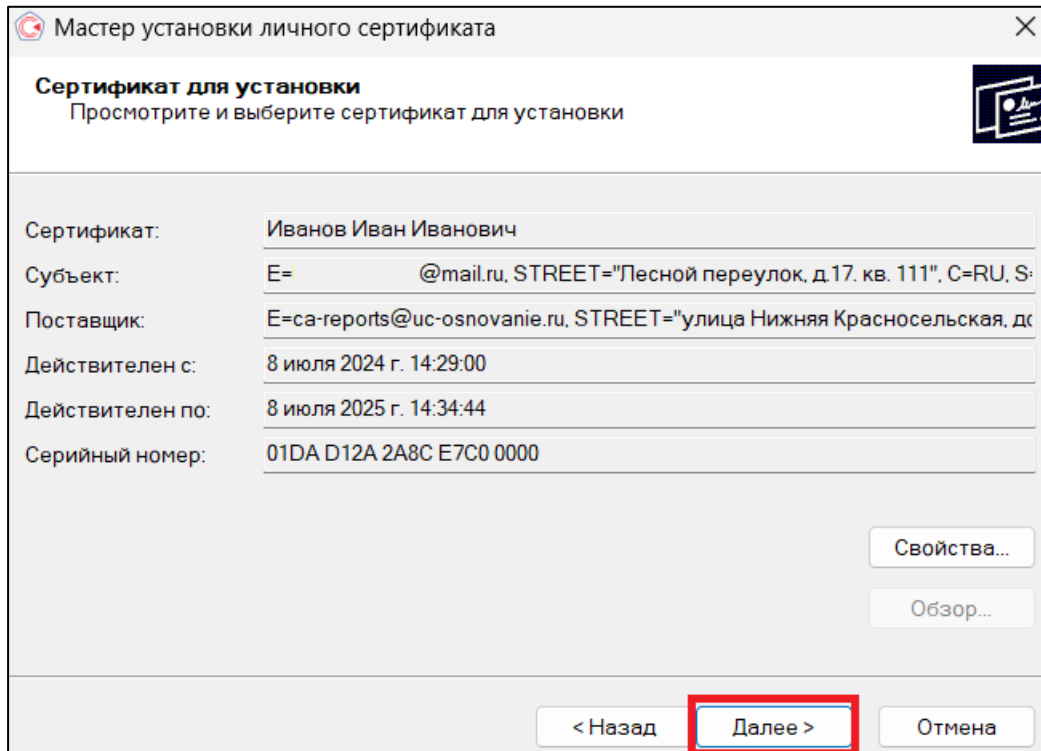 Мастер установки личного сертификата
Сертификат для установки
Просмотрите и выберите сертификат для установки
Сертификат: Иванов Иван Иванович
Субъект: E= @mail.ru, STREET="Лесной переулок, д.17. кв. 111", C=RU, S=
Поставщик: E=ca-reports@uc-osnovanie.ru, STREET="улица Нижняя Красносельская, до
Действителен с: 8 июля 2024 г. 14:29:00
Действителен по: 8 июля 2025 г. 14:34:44
Серийный номер: 01DA D12A 2A8C E7C0 0000
Свойства...
Обзор...
< Назад Далее > Отмена